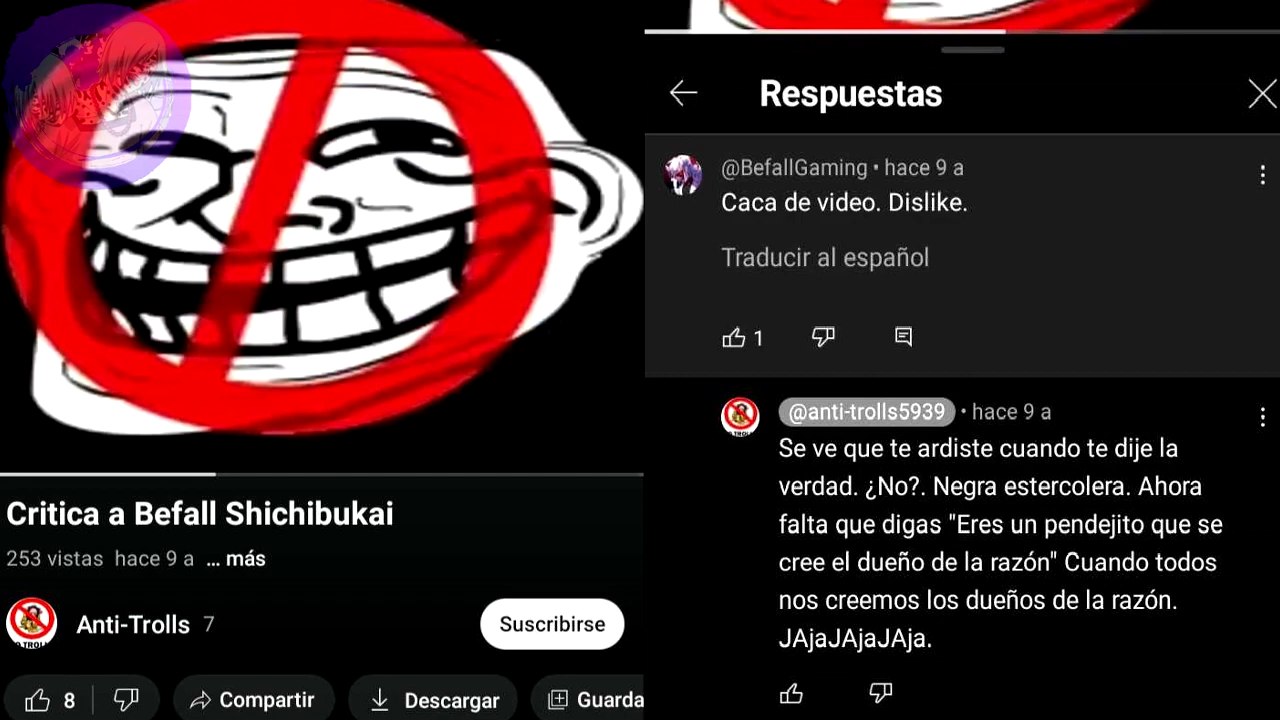 Critica a Befall Shichibukai
253 vistas hace 9 a ... más
Anti-Trolls 7
Suscribirse
8
Compartir
Descargar
Guarda
Respuestas
@BefallGaming • hace 9 a
Caca de video. Dislike.
Traducir al español
1
@anti-trolls5939 • hace 9 a
Se ve que te ardiste cuando te dije la
verdad. ¿No?. Negra estercolera. Ahora
falta que digas "Eres un pendejito que se
cree el dueño de la razón" Cuando todos
nos creemos los dueños de la razón.
JAjaJAjaJAja.